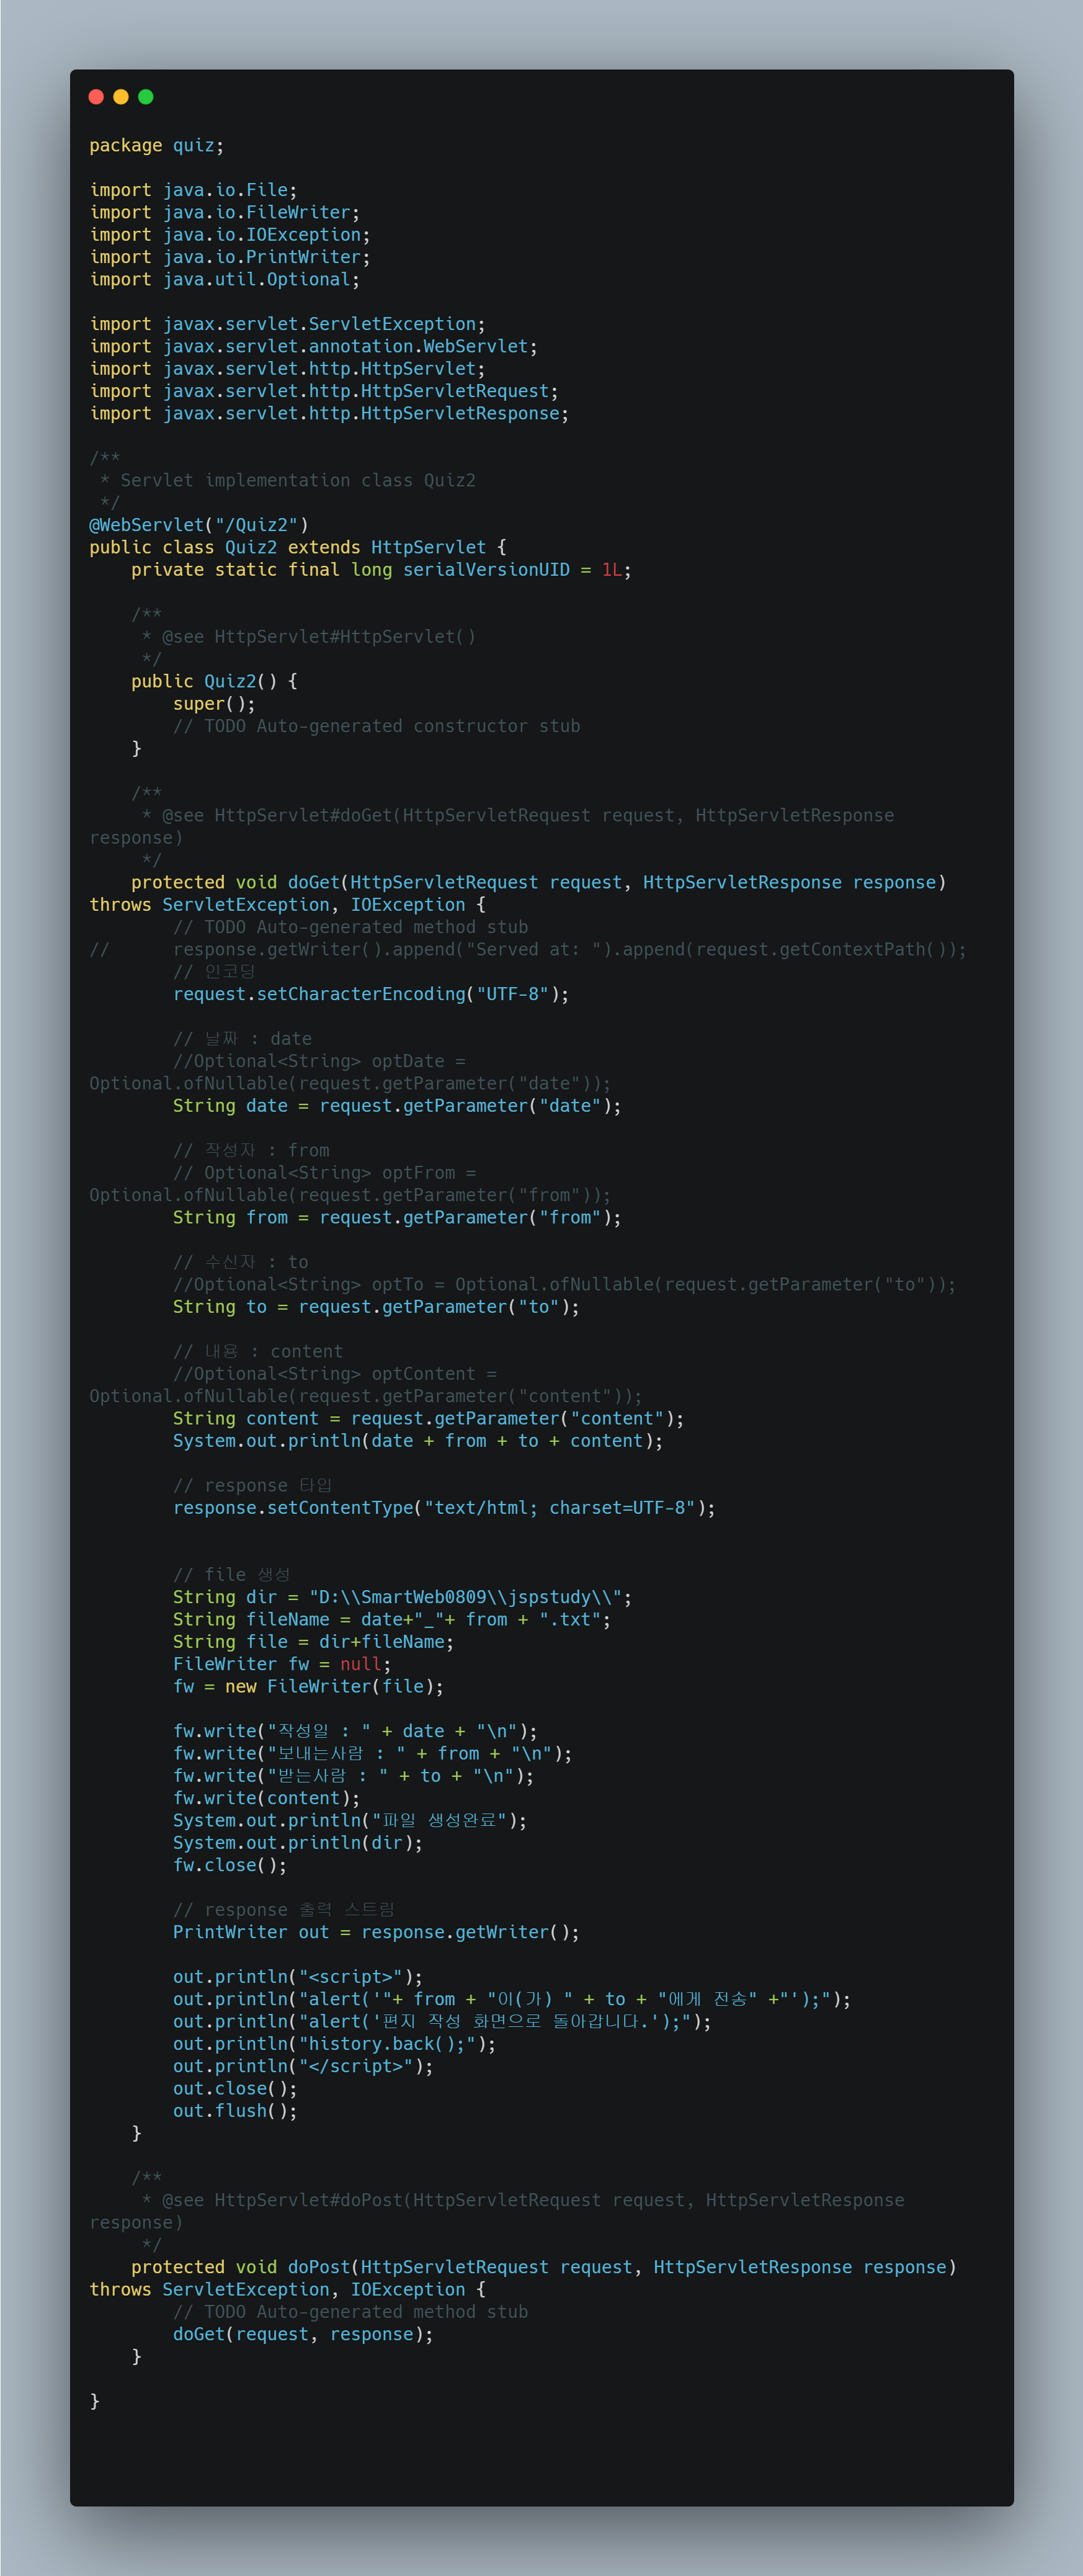 package quiz;

import java.io.File;
import java.io.FileWriter;
import java.io.IOException;
import java.io.PrintWriter;
import java.util.Optional;

import javax.servlet.ServletException;
import javax.servlet.annotation.WebServlet;
import javax.servlet.http.HttpServlet;
import javax.servlet.http.HttpServletRequest;
import javax.servlet.http.HttpServletResponse;

/**
 * Servlet implementation class Quiz2
 */
@WebServlet("/Quiz2")
public class Quiz2 extends HttpServlet {
    private static final long serialVersionUID = 1L;

    /**
     * @see HttpServlet#HttpServlet()
     */
    public Quiz2() {
        super();
        // TODO Auto-generated constructor stub
    }

    /**
     * @see HttpServlet#doGet(HttpServletRequest request, HttpServletResponse
response)
     */
    protected void doGet(HttpServletRequest request, HttpServletResponse response)
throws ServletException, IOException {
        // TODO Auto-generated method stub
//      response.getWriter().append("Served at: ").append(request.getContextPath());
        // 인코딩
        request.setCharacterEncoding("UTF-8");

        // 날짜 : date
        //Optional<String> optDate =
Optional.ofNullable(request.getParameter("date"));
        String date = request.getParameter("date");

        // 작성자 : from
        // Optional<String> optFrom =
Optional.ofNullable(request.getParameter("from"));
        String from = request.getParameter("from");

        // 수신자 : to
        //Optional<String> optTo = Optional.ofNullable(request.getParameter("to"));
        String to = request.getParameter("to");

        // 내용 : content
        //Optional<String> optContent =
Optional.ofNullable(request.getParameter("content"));
        String content = request.getParameter("content");
        System.out.println(date + from + to + content);

        // response 타입
        response.setContentType("text/html; charset=UTF-8");


        // file 생성
        String dir = "D:\\SmartWeb0809\\jspstudy\\";
        String fileName = date+"_"+ from + ".txt";
        String file = dir+fileName;
        FileWriter fw = null;
        fw = new FileWriter(file);

        fw.write("작성일 : " + date + "\n");
        fw.write("보내는사람 : " + from + "\n");
        fw.write("받는사람 : " + to + "\n");
        fw.write(content);
        System.out.println("파일 생성완료");
        System.out.println(dir);
        fw.close();

        // response 출력 스트림
        PrintWriter out = response.getWriter();

        out.println("<script>");
        out.println("alert('"+ from + "이(가) " + to + "에게 전송" +"');");
        out.println("alert('편지 작성 화면으로 돌아갑니다.');");
        out.println("history.back();");
        out.println("</script>");
        out.close();
        out.flush();
    }

    /**
     * @see HttpServlet#doPost(HttpServletRequest request, HttpServletResponse
response)
     */
    protected void doPost(HttpServletRequest request, HttpServletResponse response)
throws ServletException, IOException {
        // TODO Auto-generated method stub
        doGet(request, response);
    }

}